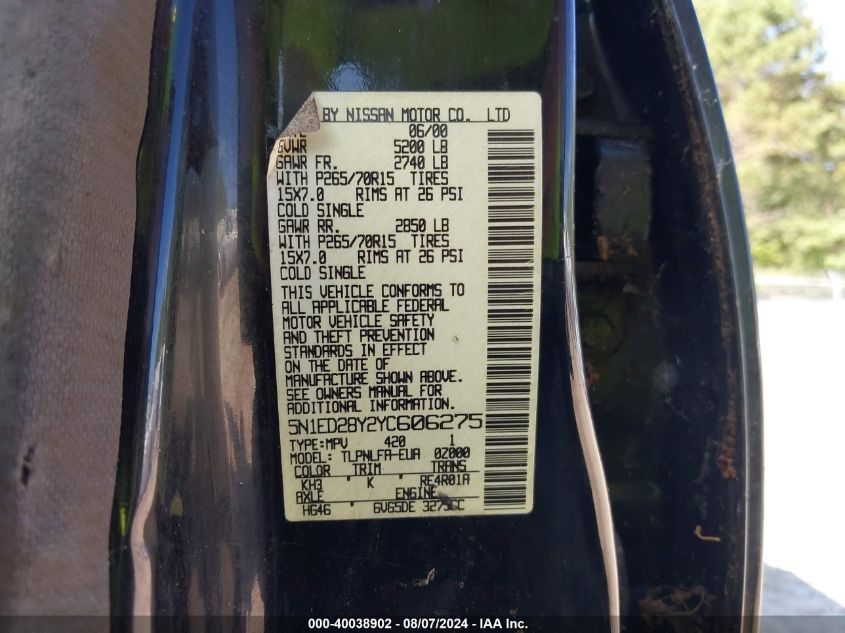 BY NISSAN MOTOR CO. LTD
06/00
GVWR 5200 LB
GAWR FR. 2740 LB
WITH P265/70R15 TIRES
15X7.0 RIMS AT 26 PSI
COLD SINGLE
GAWR RR. 2850 LB
WITH P265/70R15 TIRES
15X7.0 RIMS AT 26 PSI
COLD SINGLE
THIS VEHICLE CONFORMS TO
ALL APPLICABLE FEDERAL
MOTOR VEHICLE SAFETY
AND THEFT PREVENTION
STANDARDS IN EFFECT
ON THE DATE OF
MANUFACTURE SHOWN ABOVE.
SEE OWNERS MANUAL FOR
ADDITIONAL INFORMATION
5N1ED28Y2YC606275
TYPE:MPV 420 1
MODEL: TLPNLFA-EUA 0Z000
COLOR TRIM TRANS
KH3 K RE4R01A
AXLE ENGINE
HG46 6VG5DE 3275CC
000-40038902 - 08/07/2024 - IAA Inc.